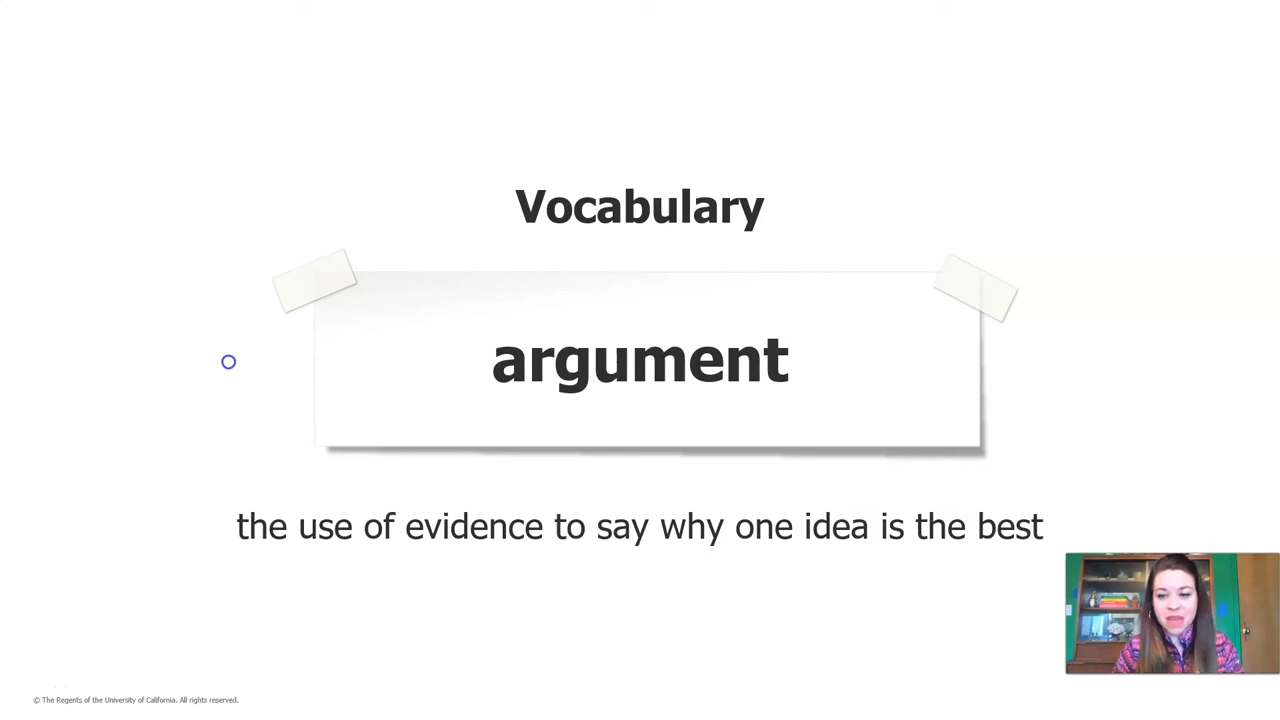 Vocabulary
argument
the use of evidence to say why one idea is the best
© The Regents of the University of California. All rights reserved.